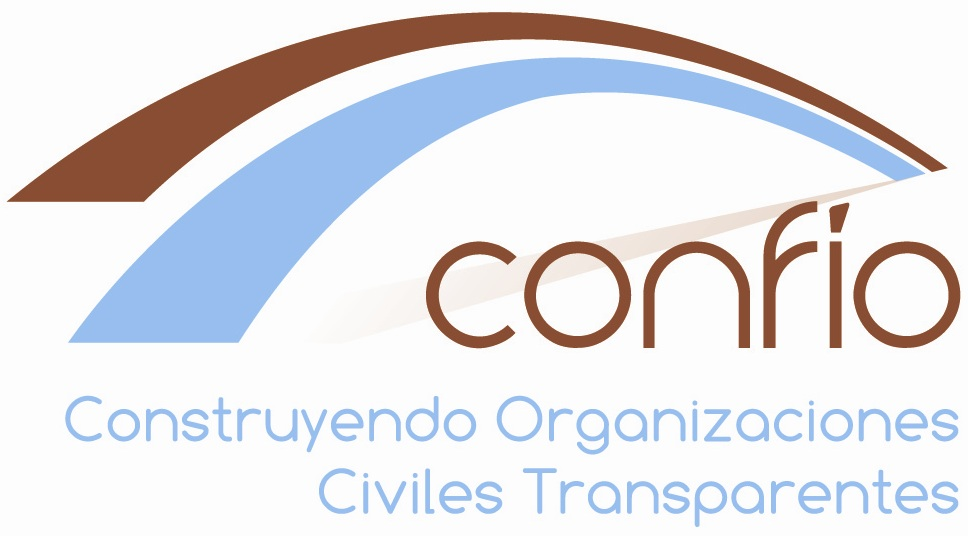 confío
Construyendo Organizaciones
Civiles Transparentes